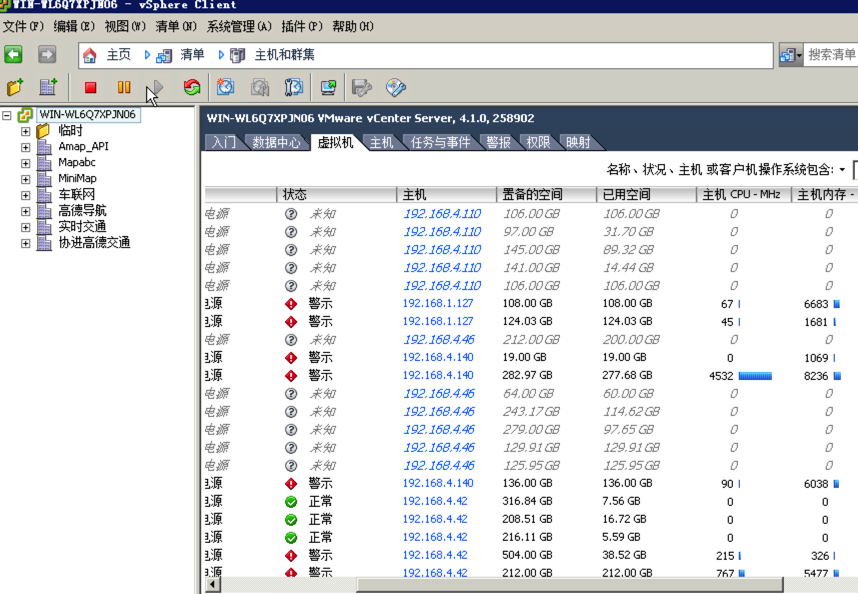 WIN-WL6Q7XPJN06 - vSphere Client
文件(F) 编辑(E) 视图(W) 清单(N) 系统管理(A) 插件(P) 帮助(H)
主页 清单 主机和群集 搜索清单
WIN-WL6Q7XPJN06
临时
Amap_API
Mapabc
MiniMap
车联网
高德导航
实时交通
协进高德交通
WIN-WL6Q7XPJN06 VMware vCenter Server, 4.1.0, 258902
入门 数据中心 虚拟机 主机 任务与事件 警报 权限 映射
名称、状况、主机 或客户机操作系统包含:
状态 主机 置备的空间 已用空间 主机 CPU - MHz 主机内存 -
电源 未知 192.168.4.110 106.00 GB 106.00 GB 0 0
电源 未知 192.168.4.110 97.00 GB 31.70 GB 0 0
电源 未知 192.168.4.110 145.00 GB 89.32 GB 0 0
电源 未知 192.168.4.110 141.00 GB 14.44 GB 0 0
电源 未知 192.168.4.110 106.00 GB 106.00 GB 0 0
电源 警示 192.168.1.127 108.00 GB 108.00 GB 67 6683
电源 警示 192.168.1.127 124.03 GB 124.03 GB 45 1681
电源 未知 192.168.4.46 212.00 GB 200.00 GB 0 0
电源 警示 192.168.4.140 19.00 GB 19.00 GB 0 1069
电源 警示 192.168.4.140 282.97 GB 277.68 GB 4532 8236
电源 未知 192.168.4.46 64.00 GB 60.00 GB 0 0
电源 未知 192.168.4.46 243.17 GB 114.62 GB 0 0
电源 未知 192.168.4.46 279.00 GB 97.65 GB 0 0
电源 未知 192.168.4.46 129.91 GB 129.91 GB 0 0
电源 未知 192.168.4.46 125.95 GB 125.95 GB 0 0
电源 警示 192.168.4.140 136.00 GB 136.00 GB 90 6038
电源 正常 192.168.4.42 316.84 GB 7.56 GB 0 0
电源 正常 192.168.4.42 208.51 GB 16.72 GB 0 0
电源 正常 192.168.4.42 216.11 GB 5.59 GB 0 0
电源 警示 192.168.4.42 504.00 GB 38.52 GB 215 326
电源 警示 192.168.4.42 212.00 GB 212.00 GB 767 5477